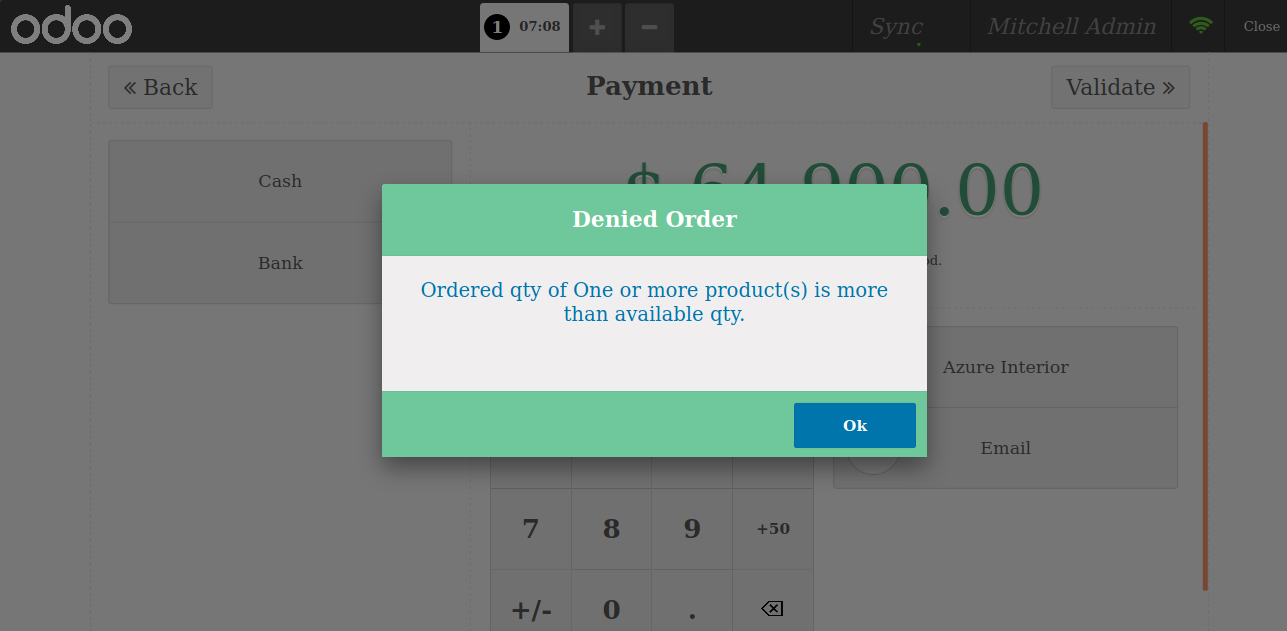 odoo
1 07:08 + −
Sync
Mitchell Admin
Close
« Back
Payment
Validate »
Cash
Bank
.00
od.
Denied Order
Ordered qty of One or more product(s) is more
than available qty.
Ok
Azure Interior
Email
7 8 9 +50
+/- 0 .